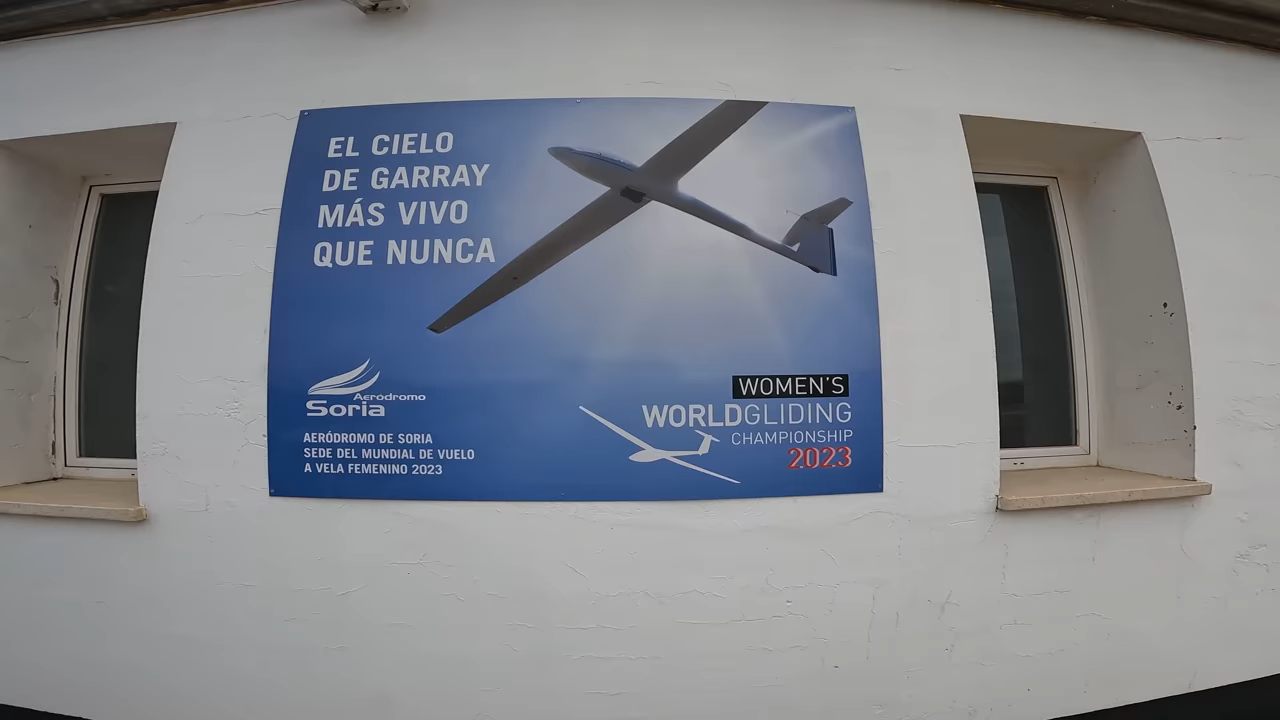 EL CIELO
DE GARRAY
MÁS VIVO
QUE NUNCA
Aeródromo
Soria
AERÓDROMO DE SORIA
SEDE DEL MUNDIAL DE VUELO
A VELA FEMENINO 2023
WOMEN'S
WORLDGLIDING
CHAMPIONSHIP
2023